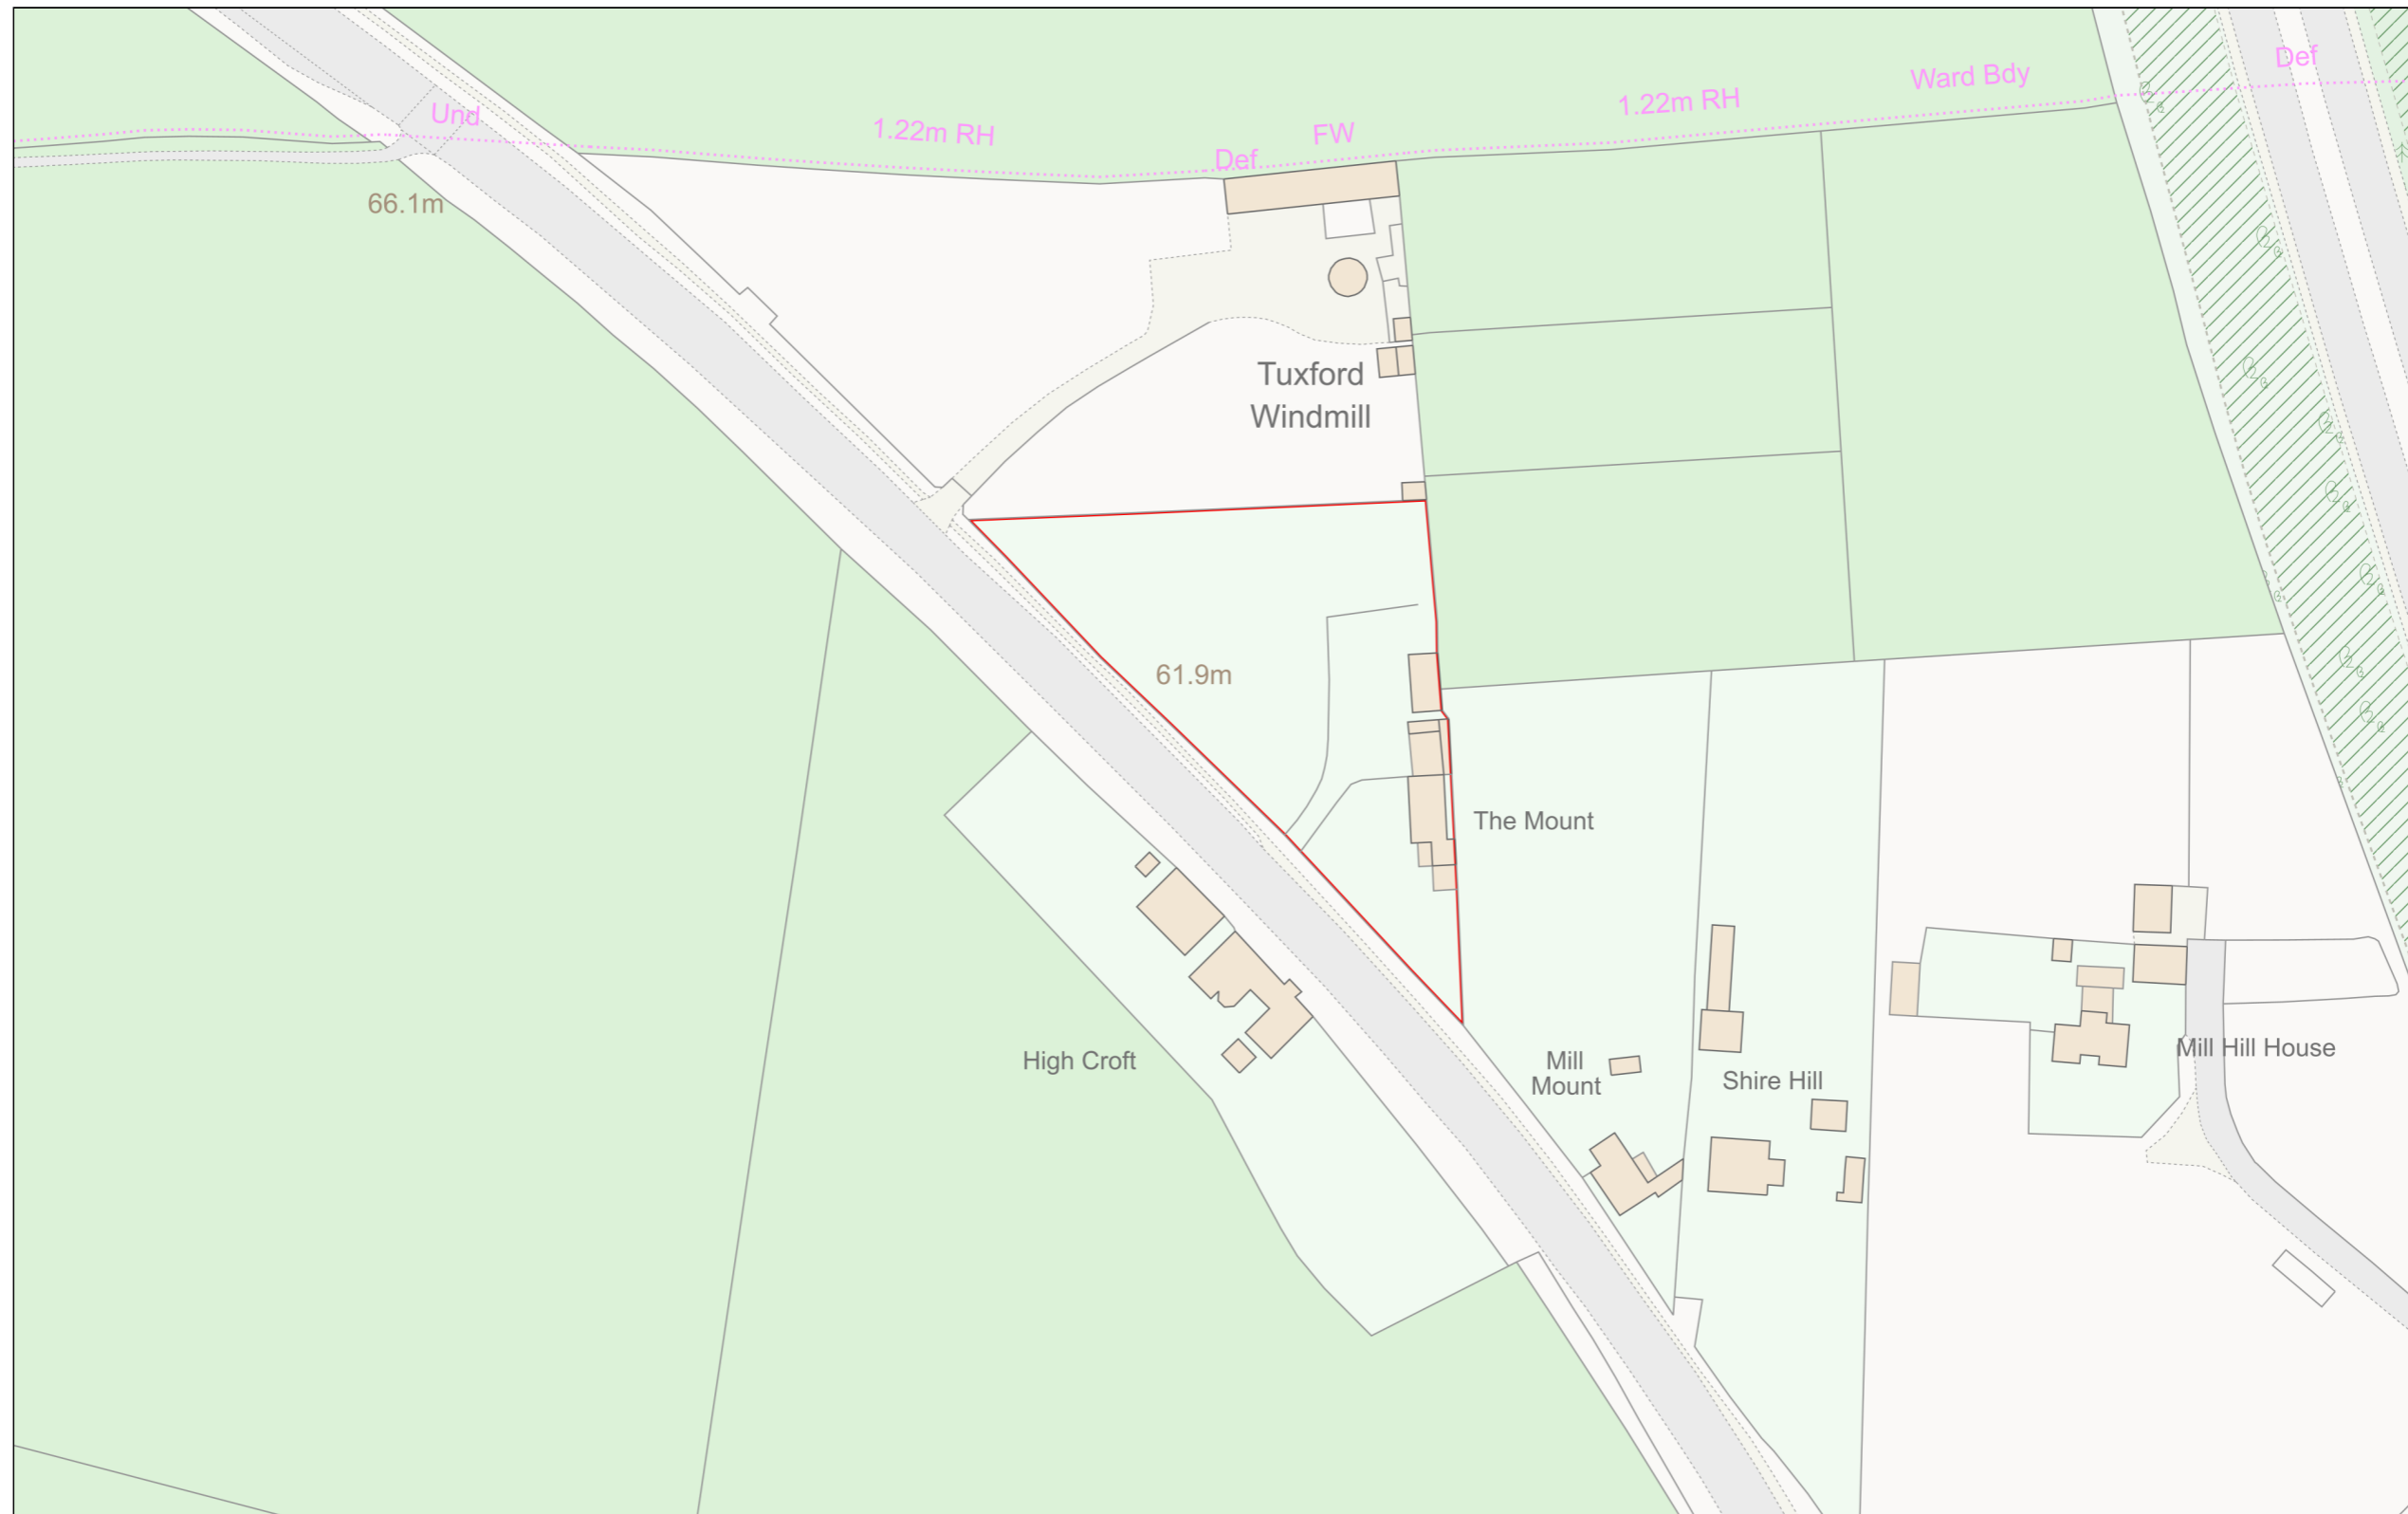 Def
Ward Bdy
1.22m RH
Und
1.22m RH
FW
Def
66.1m
Tuxford
Windmill
61.9m
The Mount
High Croft
Mill
Mount
Shire Hill
Mill Hill House